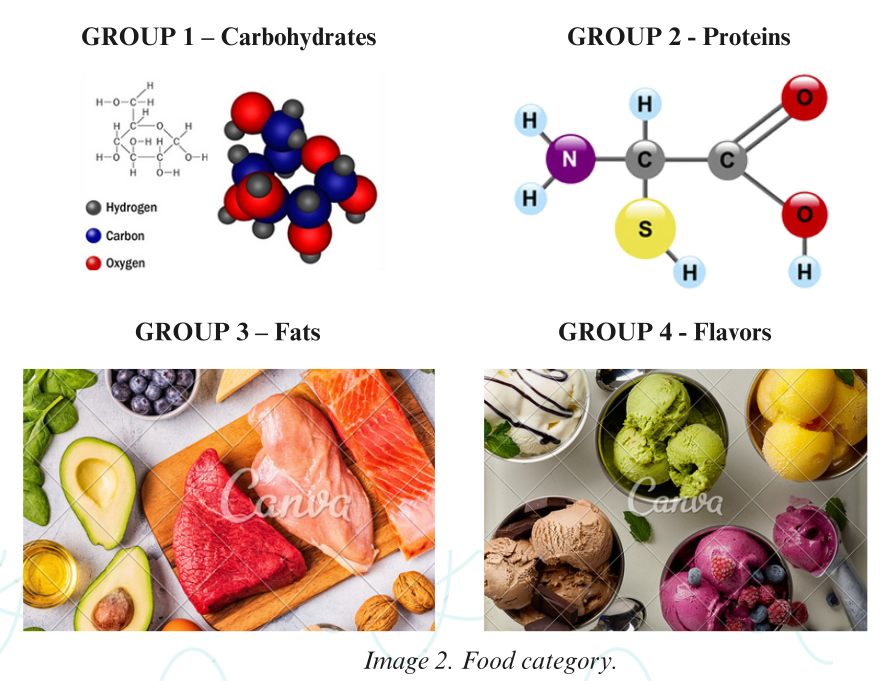 GROUP 1 – Carbohydrates
GROUP 2 - Proteins
H
H–O–C–H
H
H C O H
C O–H H C
H–O C C O–H
H O–H
Hydrogen
Carbon
Oxygen
H
H
O
N
C
C
H
S
O
H
H
GROUP 3 – Fats
GROUP 4 - Flavors
Canva
Canva
Image 2. Food category.